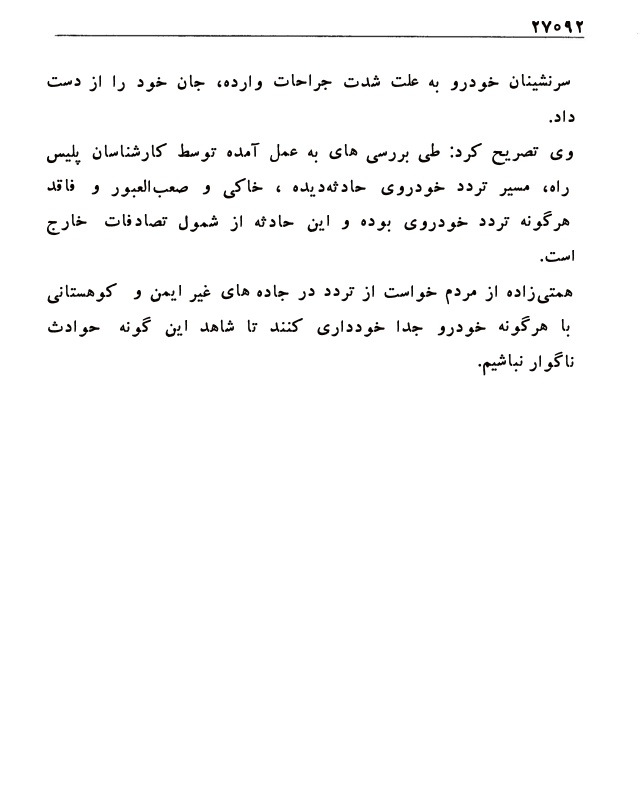 ۲۷۰۹۲
سرنشینان خودرو به علت شدت جراحات وارده، جان خود را از دست
داد.
وی تصریح کرد: طی بررسی های به عمل آمده توسط کارشناسان پلیس
راه، مسیر تردد خودروی حادثه‌دیده ، خاکی و صعب‌العبور و فاقد
هرگونه تردد خودروی بوده و این حادثه از شمول تصادفات خارج
است.
همتی‌زاده از مردم خواست از تردد در جاده های غیر ایمن و کوهستانی
با هرگونه خودرو جدا خودداری کنند تا شاهد این گونه حوادث
ناگوار نباشیم.